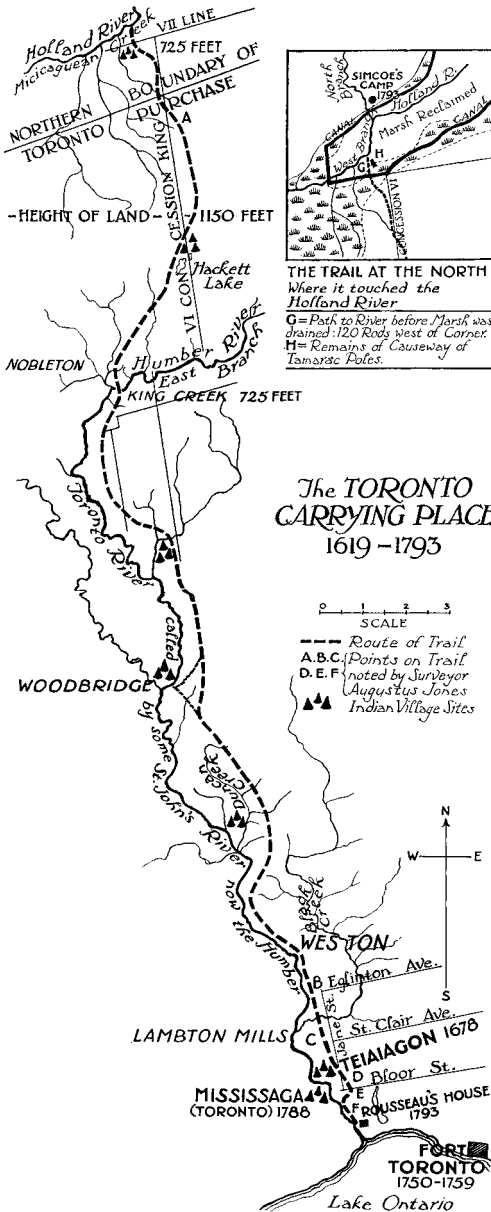 Holland River
Micicaguean Creek
VII LINE
725 FEET
NORTHERN BOUNDARY OF
TORONTO PURCHASE
A
VI CONCESSION KING
-HEIGHT OF LAND-
1150 FEET
Hackett
Lake
NOBLETON
Humber River
East Branch
KING CREEK 725 FEET
North
Branch
SIMCOE'S
CAMP
1793
Holland R.
CANAL
West Branch
Marsh Reclaimed
CANAL
H
G
CONCESSION VI
THE TRAIL AT THE NORTH
Where it touched the
Holland River
G=Path to River before Marsh was
drained: 120 Rods west of Corner.
H=Remains of Causeway of
Tamarac Poles.
The TORONTO
CARRYING PLACE
1619-1793
0 1 2 3
SCALE
Route of Trail
A.B.C. Points on Trail
D.E.F. noted by Surveyor
Augustus Jones
Indian Village Sites
Toronto River
called
WOODBRIDGE
by some St. John's River
now the Humber
Duncan
Creek
N
W E
S
Black
Creek
WESTON
B Eglinton Ave.
Jane St.
St. Clair Ave.
LAMBTON MILLS
C
TEIAIAGON 1678
D Bloor St.
E
MISSISSAGA
(TORONTO) 1788
F ROUSSEAU'S HOUSE
1793
FORT
TORONTO
1750-1759
Lake Ontario